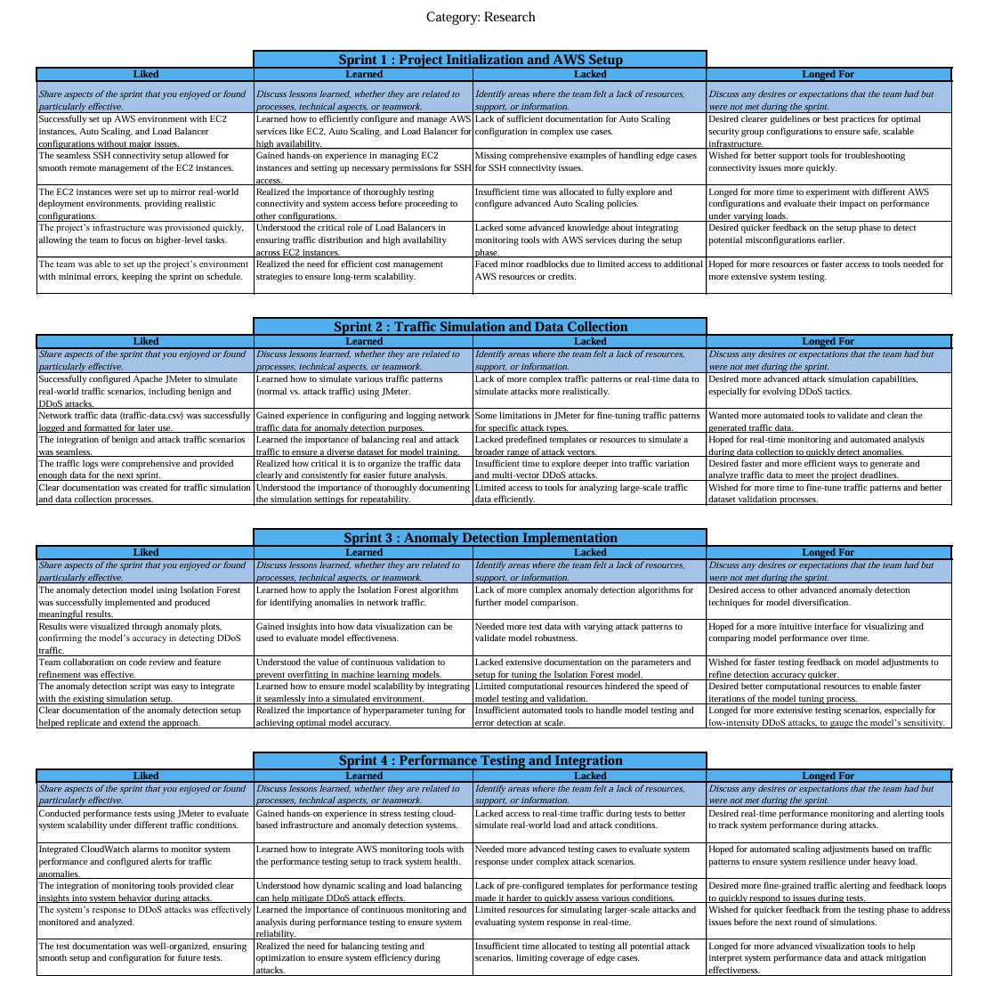 Category: Research
Sprint 1 : Project Initialization and AWS Setup
Liked
Learned
Lacked
Longed For
Share aspects of the sprint that you enjoyed or found
particularly effective.
Discuss lessons learned, whether they are related to
processes, technical aspects, or teamwork.
Identify areas where the team felt a lack of resources,
support, or information.
Discuss any desires or expectations that the team had but
were not met during the sprint.
Successfully set up AWS environment with EC2
instances, Auto Scaling, and Load Balancer
configurations without major issues.
Learned how to efficiently configure and manage AWS
services like EC2, Auto Scaling, and Load Balancer for
high availability.
Lack of sufficient documentation for Auto Scaling
configuration in complex use cases.
Desired clearer guidelines or best practices for optimal
security group configurations to ensure safe, scalable
infrastructure.
The seamless SSH connectivity setup allowed for
smooth remote management of the EC2 instances.
Gained hands-on experience in managing EC2
instances and setting up necessary permissions for SSH
access.
Missing comprehensive examples of handling edge cases
for SSH connectivity issues.
Wished for better support tools for troubleshooting
connectivity issues more quickly.
The EC2 instances were set up to mirror real-world
deployment environments, providing realistic
configurations.
Realized the importance of thoroughly testing
connectivity and system access before proceeding to
other configurations.
Insufficient time was allocated to fully explore and
configure advanced Auto Scaling policies.
Longed for more time to experiment with different AWS
configurations and evaluate their impact on performance
under varying loads.
The project’s infrastructure was provisioned quickly,
allowing the team to focus on higher-level tasks.
Understood the critical role of Load Balancers in
ensuring traffic distribution and high availability
across EC2 instances.
Lacked some advanced knowledge about integrating
monitoring tools with AWS services during the setup
phase.
Desired quicker feedback on the setup phase to detect
potential misconfigurations earlier.
The team was able to set up the project’s environment
with minimal errors, keeping the sprint on schedule.
Realized the need for efficient cost management
strategies to ensure long-term scalability.
Faced minor roadblocks due to limited access to additional
AWS resources or credits.
Hoped for more resources or faster access to tools needed for
more extensive system testing.
Sprint 2 : Traffic Simulation and Data Collection
Liked
Learned
Lacked
Longed For
Share aspects of the sprint that you enjoyed or found
particularly effective.
Discuss lessons learned, whether they are related to
processes, technical aspects, or teamwork.
Identify areas where the team felt a lack of resources,
support, or information.
Discuss any desires or expectations that the team had but
were not met during the sprint.
Successfully configured Apache JMeter to simulate
real-world traffic scenarios, including benign and
DDoS attacks.
Learned how to simulate various traffic patterns
(normal vs. attack traffic) using JMeter.
Lack of more complex traffic patterns or real-time data to
simulate attacks more realistically.
Desired more advanced attack simulation capabilities,
especially for evolving DDoS tactics.
Network traffic data (traffic-data.csv) was successfully
logged and formatted for later use.
Gained experience in configuring and logging network
traffic data for anomaly detection purposes.
Some limitations in JMeter for fine-tuning traffic patterns
for specific attack types.
Wanted more automated tools to validate and clean the
generated traffic data.
The integration of benign and attack traffic scenarios
was seamless.
Learned the importance of balancing real and attack
traffic to ensure a diverse dataset for model training.
Lacked predefined templates or resources to simulate a
broader range of attack vectors.
Hoped for real-time monitoring and automated analysis
during data collection to quickly detect anomalies.
The traffic logs were comprehensive and provided
enough data for the next sprint.
Realized how critical it is to organize the traffic data
clearly and consistently for easier future analysis.
Insufficient time to explore deeper into traffic variation
and multi-vector DDoS attacks.
Desired faster and more efficient ways to generate and
analyze traffic data to meet the project deadlines.
Clear documentation was created for traffic simulation
and data collection processes.
Understood the importance of thoroughly documenting
the simulation settings for repeatability.
Limited access to tools for analyzing large-scale traffic
data efficiently.
Wished for more time to fine-tune traffic patterns and better
dataset validation processes.
Sprint 3 : Anomaly Detection Implementation
Liked
Learned
Lacked
Longed For
Share aspects of the sprint that you enjoyed or found
particularly effective.
Discuss lessons learned, whether they are related to
processes, technical aspects, or teamwork.
Identify areas where the team felt a lack of resources,
support, or information.
Discuss any desires or expectations that the team had but
were not met during the sprint.
The anomaly detection model using Isolation Forest
was successfully implemented and produced
meaningful results.
Learned how to apply the Isolation Forest algorithm
for identifying anomalies in network traffic.
Lack of more complex anomaly detection algorithms for
further model comparison.
Desired access to other advanced anomaly detection
techniques for model diversification.
Results were visualized through anomaly plots,
confirming the model’s accuracy in detecting DDoS
traffic.
Gained insights into how data visualization can be
used to evaluate model effectiveness.
Needed more test data with varying attack patterns to
validate model robustness.
Hoped for a more intuitive interface for visualizing and
comparing model performance over time.
Team collaboration on code review and feature
refinement was effective.
Understood the value of continuous validation to
prevent overfitting in machine learning models.
Lacked extensive documentation on the parameters and
setup for tuning the Isolation Forest model.
Wished for faster testing feedback on model adjustments to
refine detection accuracy quicker.
The anomaly detection script was easy to integrate
with the existing simulation setup.
Learned how to ensure model scalability by integrating
it seamlessly into a simulated environment.
Limited computational resources hindered the speed of
model testing and validation.
Desired better computational resources to enable faster
iterations of the model tuning process.
Clear documentation of the anomaly detection setup
helped replicate and extend the approach.
Realized the importance of hyperparameter tuning for
achieving optimal model accuracy.
Insufficient automated tools to handle model testing and
error detection at scale.
Longed for more extensive testing scenarios, especially for
low-intensity DDoS attacks, to gauge the model’s sensitivity.
Sprint 4 : Performance Testing and Integration
Liked
Learned
Lacked
Longed For
Share aspects of the sprint that you enjoyed or found
particularly effective.
Discuss lessons learned, whether they are related to
processes, technical aspects, or teamwork.
Identify areas where the team felt a lack of resources,
support, or information.
Discuss any desires or expectations that the team had but
were not met during the sprint.
Conducted performance tests using JMeter to evaluate
system scalability under different traffic conditions.
Gained hands-on experience in stress testing cloud-
based infrastructure and anomaly detection systems.
Lacked access to real-time traffic during tests to better
simulate real-world load and attack conditions.
Desired real-time performance monitoring and alerting tools
to track system performance during attacks.
Integrated CloudWatch alarms to monitor system
performance and configured alerts for traffic
anomalies.
Learned how to integrate AWS monitoring tools with
the performance testing setup to track system health.
Needed more advanced testing cases to evaluate system
response under complex attack scenarios.
Hoped for automated scaling adjustments based on traffic
patterns to ensure system resilience under heavy load.
The integration of monitoring tools provided clear
insights into system behavior during attacks.
Understood how dynamic scaling and load balancing
can help mitigate DDoS attack effects.
Lack of pre-configured templates for performance testing
made it harder to quickly assess various conditions.
Desired more fine-grained traffic alerting and feedback loops
to quickly respond to issues during tests.
The system’s response to DDoS attacks was effectively
monitored and analyzed.
Learned the importance of continuous monitoring and
analysis during performance testing to ensure system
reliability.
Limited resources for simulating larger-scale attacks and
evaluating system response in real-time.
Wished for quicker feedback from the testing phase to address
issues before the next round of simulations.
The test documentation was well-organized, ensuring
smooth setup and configuration for future tests.
Realized the need for balancing testing and
optimization to ensure system efficiency during
attacks.
Insufficient time allocated to testing all potential attack
scenarios, limiting coverage of edge cases.
Longed for more advanced visualization tools to help
interpret system performance data and attack mitigation
effectiveness.